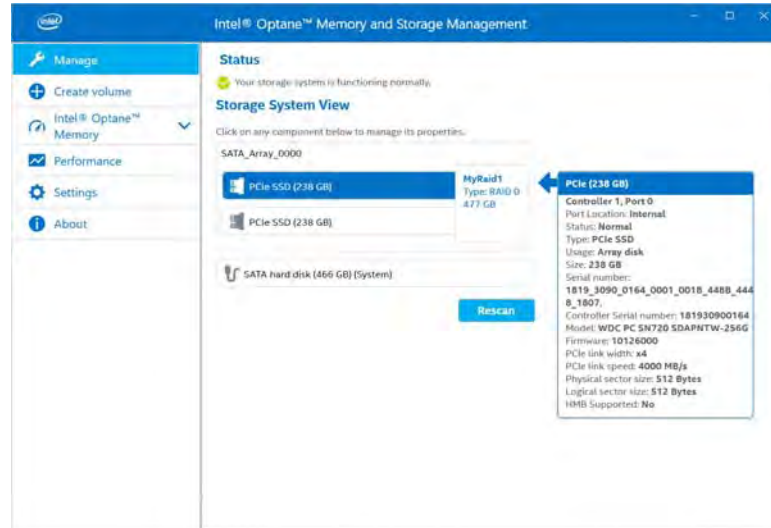 intel
Intel® Optane™ Memory and Storage Management
Manage
Create volume
Intel® Optane™
Memory
Performance
Settings
About
Status
Your storage system is functioning normally.
Storage System View
Click on any component below to manage its properties.
SATA_Array_0000
PCIe SSD (238 GB)
PCIe SSD (238 GB)
MyRaid1
Type: RAID 0
477 GB
SATA hard disk (466 GB) (System)
Rescan
PCIe (238 GB)
Controller 1, Port 0
Port Location: Internal
Status: Normal
Type: PCIe SSD
Usage: Array disk
Size: 238 GB
Serial number:
1819_3090_0164_0001_001B_448B_444
8_1807.
Controller Serial number: 181930900164
Model: WDC PC SN720 SDAPNTW-256G
Firmware: 10126000
PCIe link width: x4
PCIe link speed: 4000 MB/s
Physical sector size: 512 Bytes
Logical sector size: 512 Bytes
HMB Supported: No